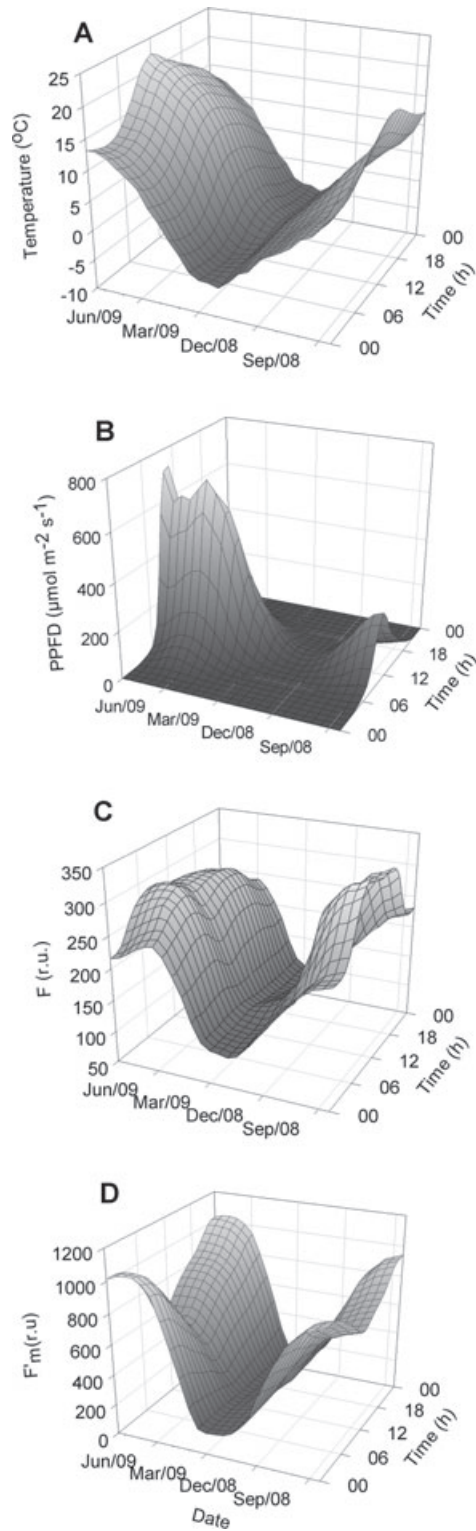 A
Temperature (ºC)
25
20
15
10
5
0
-5
-10
Jun/09
Mar/09
Dec/08
Sep/08
00
06
12
18
00
Time (h)
B
PPFD (µmol m-2 s-1)
800
600
400
200
0
Jun/09
Mar/09
Dec/08
Sep/08
00
06
12
18
00
Time (h)
C
F (r.u.)
350
300
250
200
150
100
50
Jun/09
Mar/09
Dec/08
Sep/08
00
06
12
18
00
Time (h)
D
F'm(r.u)
1200
1000
800
600
400
200
0
Jun/09
Mar/09
Dec/08
Sep/08
00
06
12
18
00
Time (h)
Date